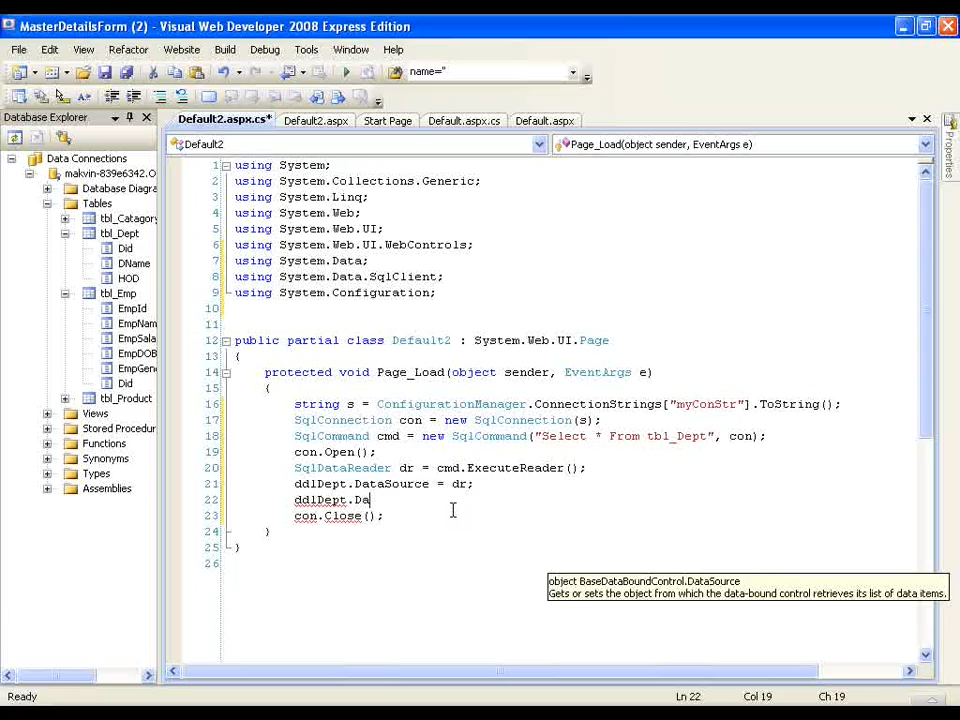 MasterDetailsForm (2) - Visual Web Developer 2008 Express Edition
File Edit View Refactor Website Build Debug Tools Window Help
name="
Database Explorer
Default2.aspx.cs* Default2.aspx Start Page Default.aspx.cs Default.aspx
Default2 Page_Load(object sender, EventArgs e)
Properties
Data Connections
makvin-839e6342.O
Database Diagra
Tables
tbl_Catagory
tbl_Dept
Did
DName
HOD
tbl_Emp
EmpId
EmpNam
EmpSala
EmpDOB
EmpGen
Did
tbl_Product
Views
Stored Procedur
Functions
Synonyms
Types
Assemblies
1 using System;
2 using System.Collections.Generic;
3 using System.Linq;
4 using System.Web;
5 using System.Web.UI;
6 using System.Web.UI.WebControls;
7 using System.Data;
8 using System.Data.SqlClient;
9 using System.Configuration;
10
11
12 public partial class Default2 : System.Web.UI.Page
13 {
14 protected void Page_Load(object sender, EventArgs e)
15 {
16 string s = ConfigurationManager.ConnectionStrings["myConStr"].ToString();
17 SqlConnection con = new SqlConnection(s);
18 SqlCommand cmd = new SqlCommand("Select * From tbl_Dept", con);
19 con.Open();
20 SqlDataReader dr = cmd.ExecuteReader();
21 ddlDept.DataSource = dr;
22 ddlDept.Da
23 con.Close();
24 }
25 }
26
object BaseDataBoundControl.DataSource
Gets or sets the object from which the data-bound control retrieves its list of data items.
Ready Ln 22 Col 19 Ch 19